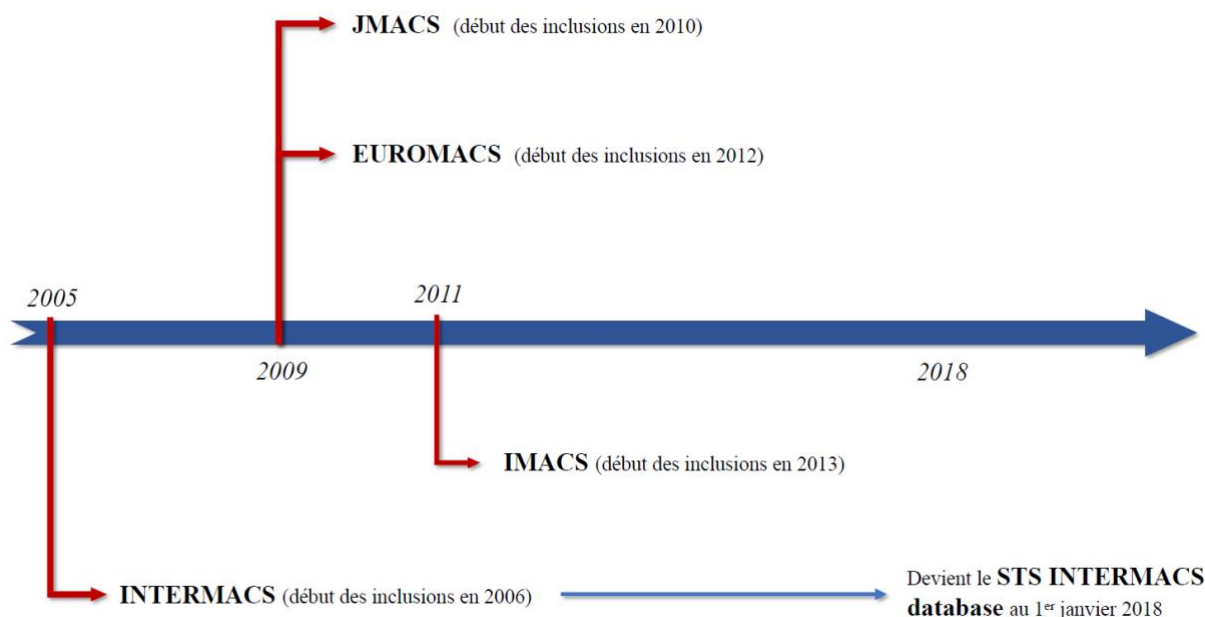 JMACS (début des inclusions en 2010)
EUROMACS (début des inclusions en 2012)
2005
2011
2009
2018
IMACS (début des inclusions en 2013)
INTERMACS (début des inclusions en 2006)
Devient le STS INTERMACS
database au 1er janvier 2018